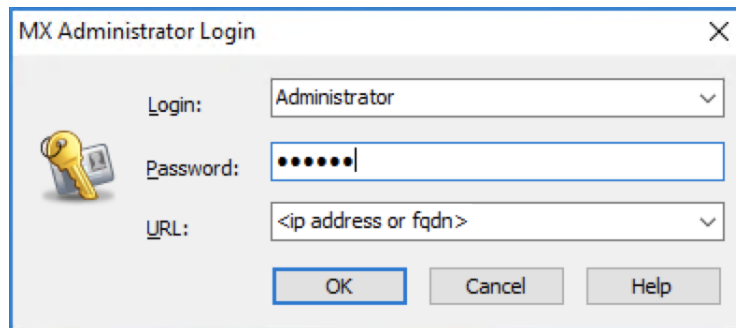 MX Administrator Login
Login: Administrator
Password: ••••••
URL: <ip address or fqdn>
OK Cancel Help